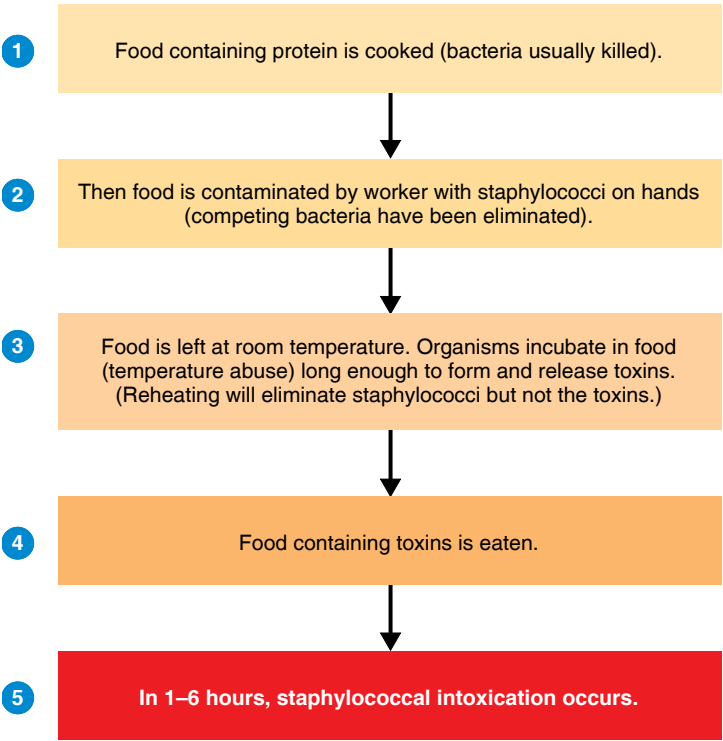 1
Food containing protein is cooked (bacteria usually killed).
2
Then food is contaminated by worker with staphylococci on hands
(competing bacteria have been eliminated).
3
Food is left at room temperature. Organisms incubate in food
(temperature abuse) long enough to form and release toxins.
(Reheating will eliminate staphylococci but not the toxins.)
4
Food containing toxins is eaten.
5
In 1–6 hours, staphylococcal intoxication occurs.